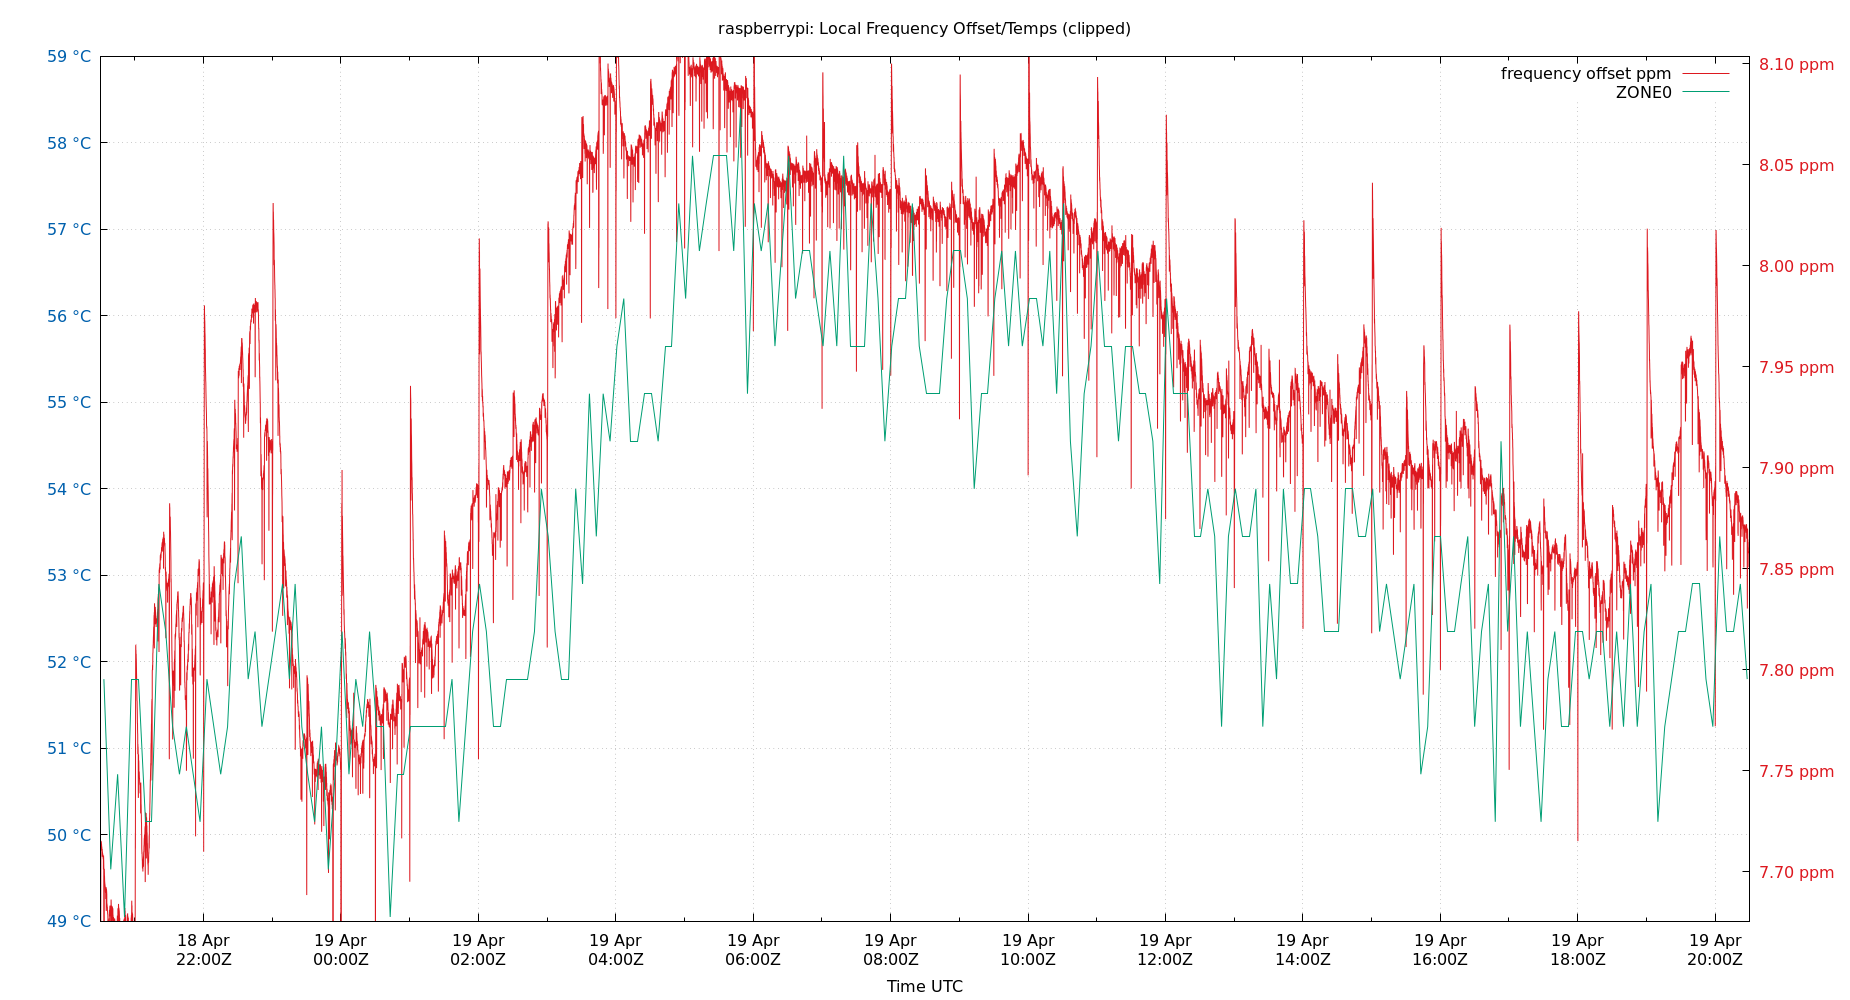 raspberrypi: Local Frequency Offset/Temps (clipped)
frequency offset ppm
ZONE0
59 °C
58 °C
57 °C
56 °C
55 °C
54 °C
53 °C
52 °C
51 °C
50 °C
49 °C
8.10 ppm
8.05 ppm
8.00 ppm
7.95 ppm
7.90 ppm
7.85 ppm
7.80 ppm
7.75 ppm
7.70 ppm
18 Apr
22:00Z
19 Apr
00:00Z
19 Apr
02:00Z
19 Apr
04:00Z
19 Apr
06:00Z
19 Apr
08:00Z
19 Apr
10:00Z
19 Apr
12:00Z
19 Apr
14:00Z
19 Apr
16:00Z
19 Apr
18:00Z
19 Apr
20:00Z
Time UTC